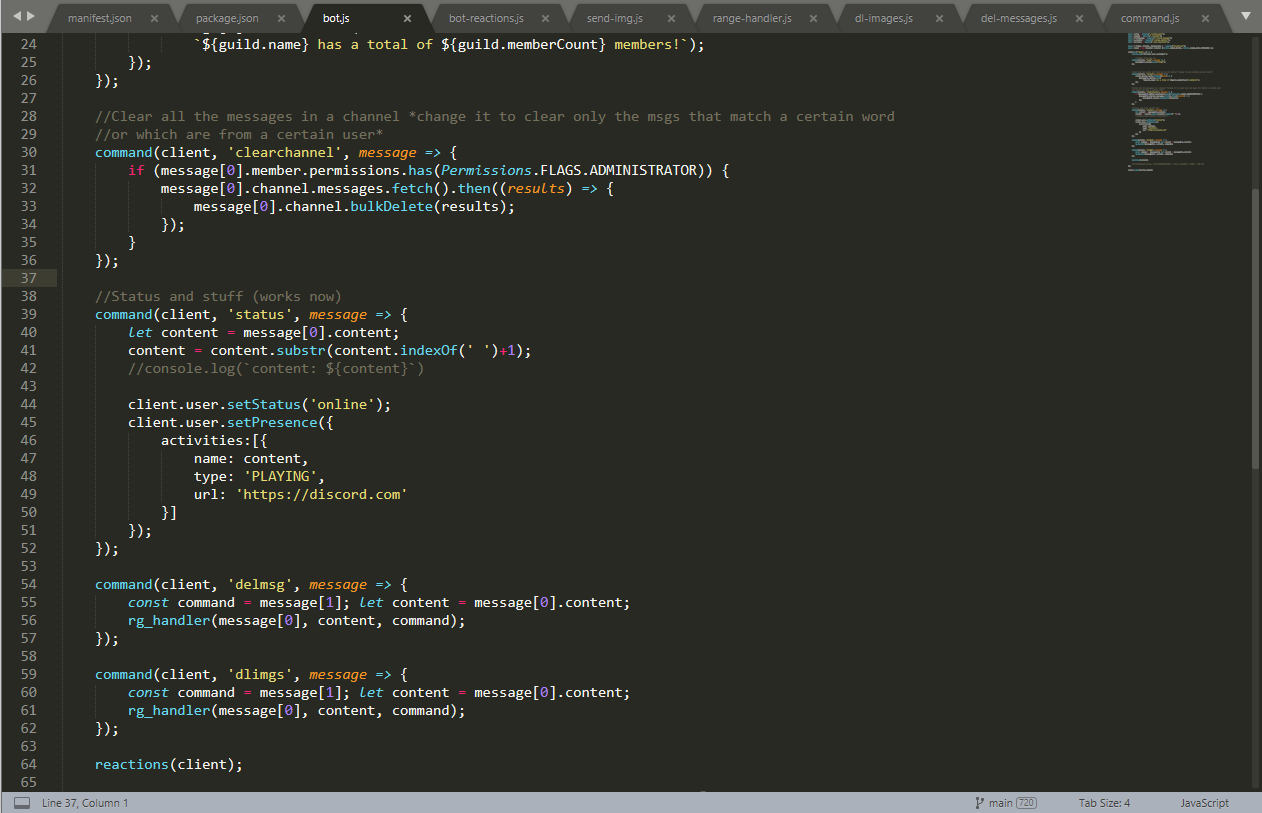 manifest.json × package.json × bot.js × bot-reactions.js × send-img.js × range-handler.js × dl-images.js × del-messages.js × command.js ×
24 `${guild.name} has a total of ${guild.memberCount} members!`);
25 });
26 });
27
28 //Clear all the messages in a channel *change it to clear only the msgs that match a certain word
29 //or which are from a certain user*
30 command(client, 'clearchannel', message => {
31 if (message[0].member.permissions.has(Permissions.FLAGS.ADMINISTRATOR)) {
32 message[0].channel.messages.fetch().then((results) => {
33 message[0].channel.bulkDelete(results);
34 });
35 }
36 });
37
38 //Status and stuff (works now)
39 command(client, 'status', message => {
40 let content = message[0].content;
41 content = content.substr(content.indexOf(' ')+1);
42 //console.log(`content: ${content}`)
43
44 client.user.setStatus('online');
45 client.user.setPresence({
46 activities:[{
47 name: content,
48 type: 'PLAYING',
49 url: 'https://discord.com'
50 }]
51 });
52 });
53
54 command(client, 'delmsg', message => {
55 const command = message[1]; let content = message[0].content;
56 rg_handler(message[0], content, command);
57 });
58
59 command(client, 'dlimgs', message => {
60 const command = message[1]; let content = message[0].content;
61 rg_handler(message[0], content, command);
62 });
63
64 reactions(client);
65
Line 37, Column 1 main 720 Tab Size: 4 JavaScript